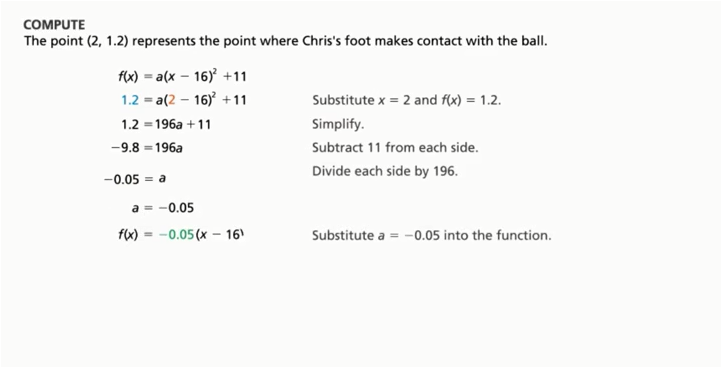 COMPUTE
The point (2, 1.2) represents the point where Chris's foot makes contact with the ball.
f(x) = a(x − 16)² +11
1.2 = a(2 − 16)² +11 Substitute x = 2 and f(x) = 1.2.
1.2 = 196a + 11 Simplify.
−9.8 = 196a Subtract 11 from each side.
−0.05 = a Divide each side by 196.
a = −0.05
f(x) = −0.05(x − 16 Substitute a = −0.05 into the function.